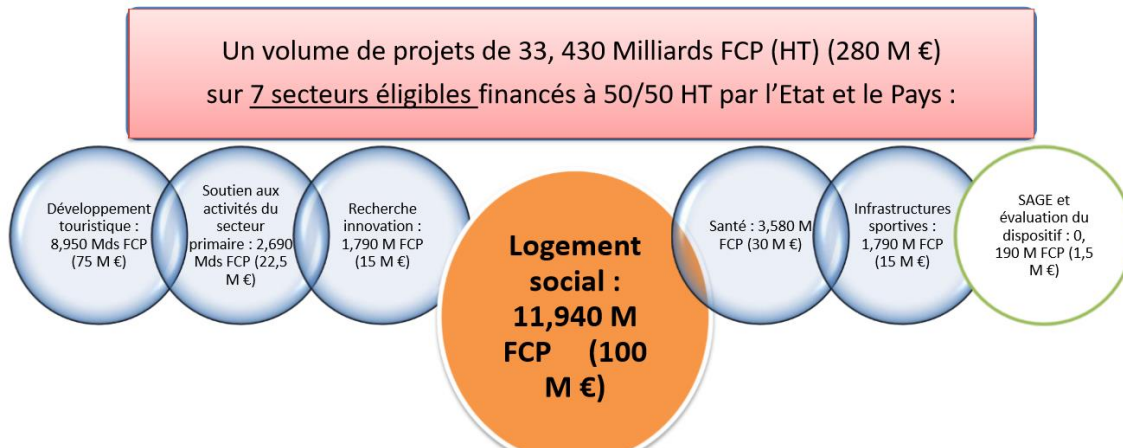 Un volume de projets de 33, 430 Milliards FCP (HT) (280 M €)
sur 7 secteurs éligibles financés à 50/50 HT par l'Etat et le Pays :
Développement
touristique :
8,950 Mds FCP
(75 M €)
Soutien aux
activités du
secteur
primaire : 2,690
Mds FCP (22,5
M €)
Recherche
innovation :
1,790 M FCP
(15 M €)
Logement
social :
11,940 M
FCP (100
M €)
Santé : 3,580 M
FCP (30 M €)
Infrastructures
sportives :
1,790 M FCP
(15 M €)
SAGE et
évaluation du
dispositif : 0,
190 M FCP (1,5
M €)